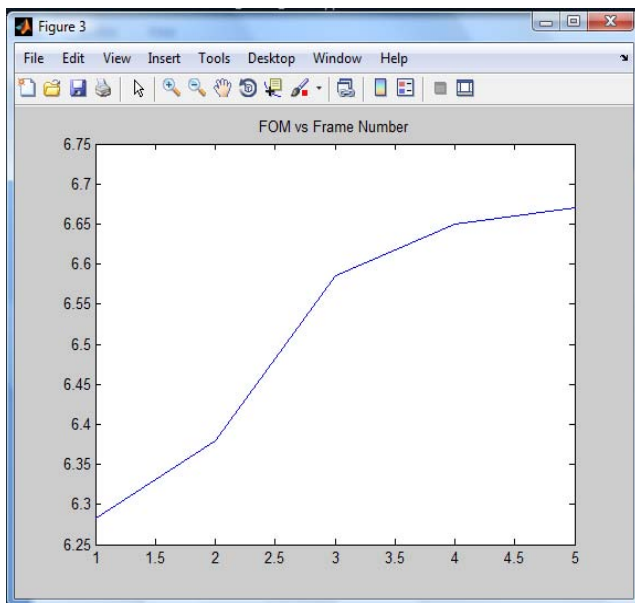 Figure 3
File Edit View Insert Tools Desktop Window Help
FOM vs Frame Number
6.75
6.7
6.65
6.6
6.55
6.5
6.45
6.4
6.35
6.3
6.25
1 1.5 2 2.5 3 3.5 4 4.5 5